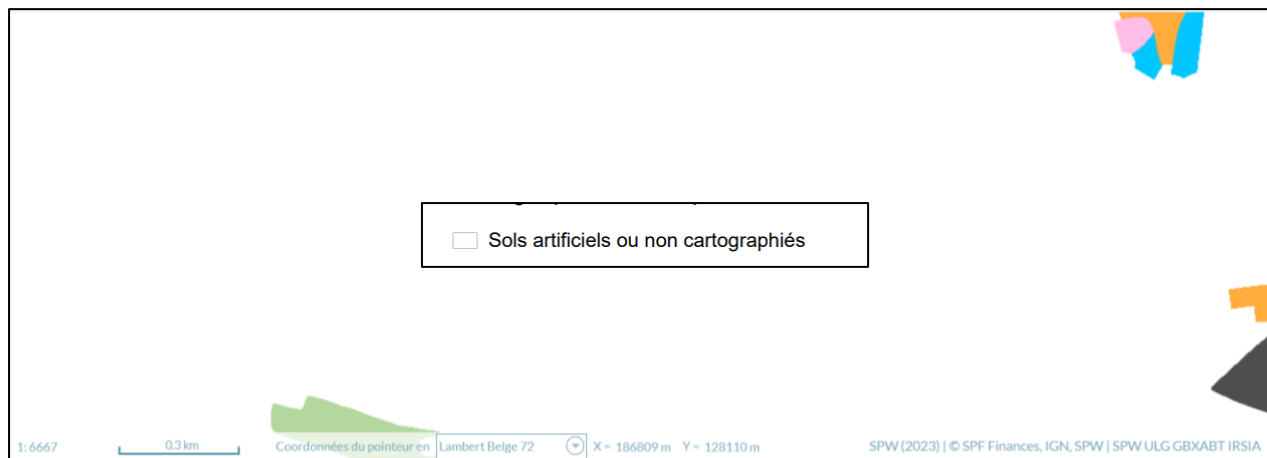 Sols artificiels ou non cartographiés
1: 6667 0.3 km Coordonnées du pointeur en Lambert Belge 72 X = 186809 m Y = 128110 m SPW (2023) | © SPF Finances, IGN, SPW | SPW ULG GBXABT IRSIA